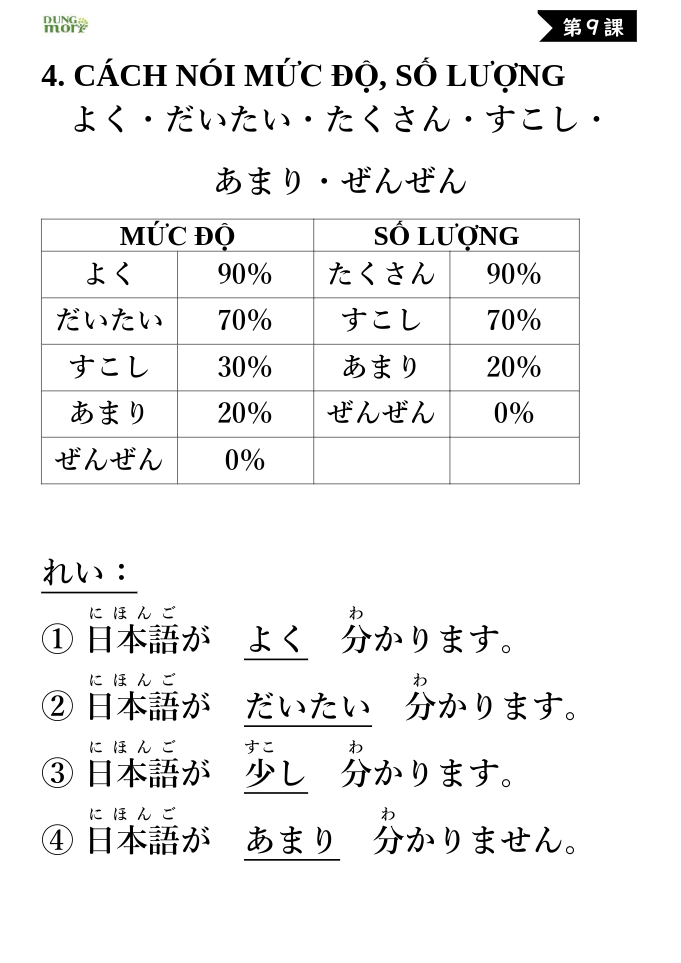 DUNG
mori
第9課
4. CÁCH NÓI MỨC ĐỘ, SỐ LƯỢNG
よく・だいたい・たくさん・すこし・
あまり・ぜんぜん
MỨC ĐỘ SỐ LƯỢNG
よく 90% たくさん 90%
だいたい 70% すこし 70%
すこし 30% あまり 20%
あまり 20% ぜんぜん 0%
ぜんぜん 0%
れい：
にほんご わ
① 日本語が よく 分かります。
にほんご わ
② 日本語が だいたい 分かります。
にほんご すこ わ
③ 日本語が 少し 分かります。
にほんご わ
④ 日本語が あまり 分かりません。